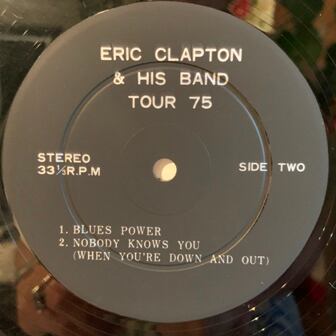 ERIC CLAPTON
& HIS BAND
TOUR 75
STEREO
33⅓R.P.M
SIDE TWO
1. BLUES POWER
2. NOBODY KNOWS YOU
(WHEN YOU'RE DOWN AND OUT)